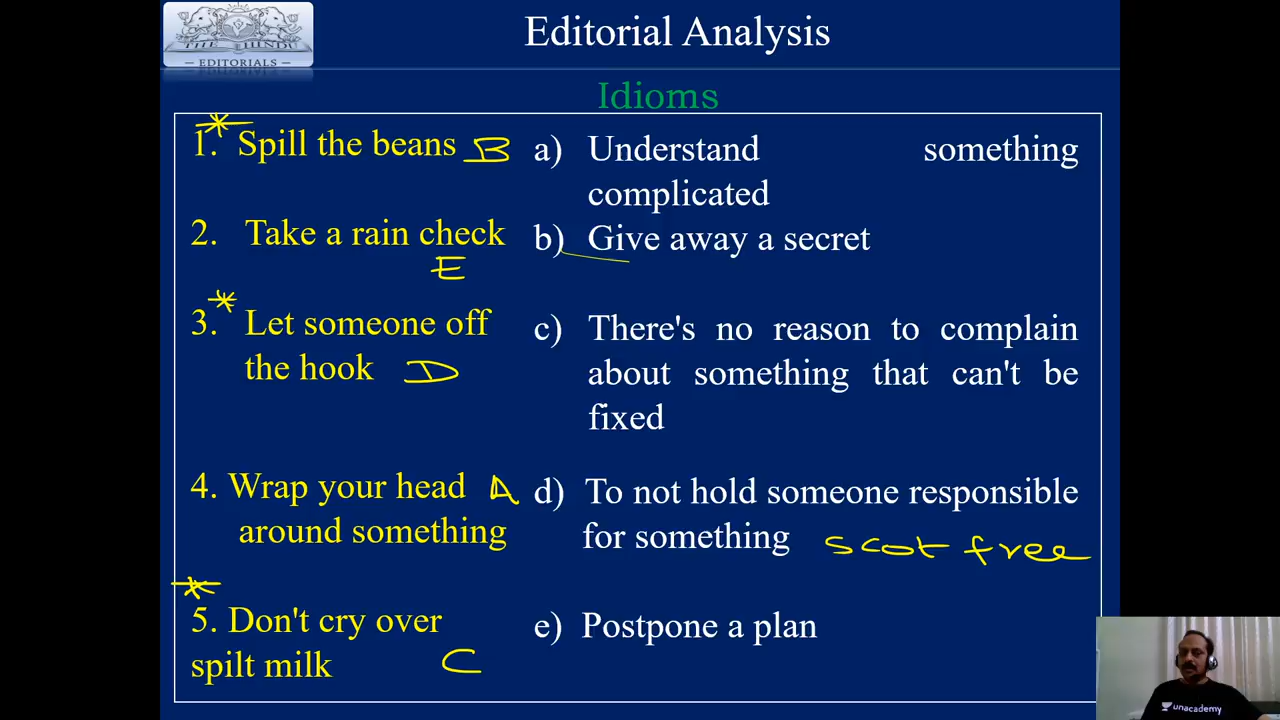 THE HINDU
— EDITORIALS —
Editorial Analysis
Idioms
1. Spill the beans B
2. Take a rain check
E
3. Let someone off
the hook D
4. Wrap your head A
around something
5. Don't cry over
spilt milk C
a) Understand something
complicated
b) Give away a secret
c) There's no reason to complain
about something that can't be
fixed
d) To not hold someone responsible
for something scot free
e) Postpone a plan
unacademy